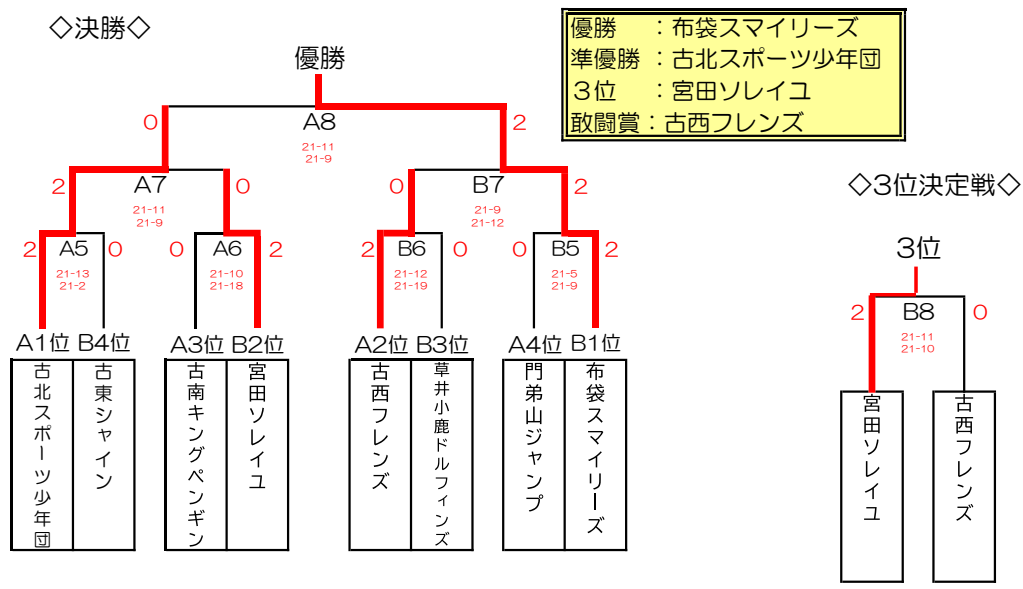 ◇決勝◇
優勝 ：布袋スマイリーズ
準優勝 ：古北スポーツ少年団
３位 ：宮田ソレイユ
敢闘賞：古西フレンズ
優勝
0 A8 2
21-11
21-9
◇3位決定戦◇
2 A7 0
21-11
21-9
0 B7 2
21-9
21-12
2 A5 0
21-13
21-2
0 A6 2
21-10
21-18
2 B6 0
21-12
21-19
0 B5 2
21-5
21-9
3位
2 B8 0
21-11
21-10
A1位 B4位 A3位 B2位 A2位 B3位 A4位 B1位
古北スポーツ少年団
古東シャイン
古南キングペンギン
宮田ソレイユ
古西フレンズ
草井小鹿ドルフィンズ
門弟山ジャンプ
布袋スマイリーズ
宮田ソレイユ
古西フレンズ